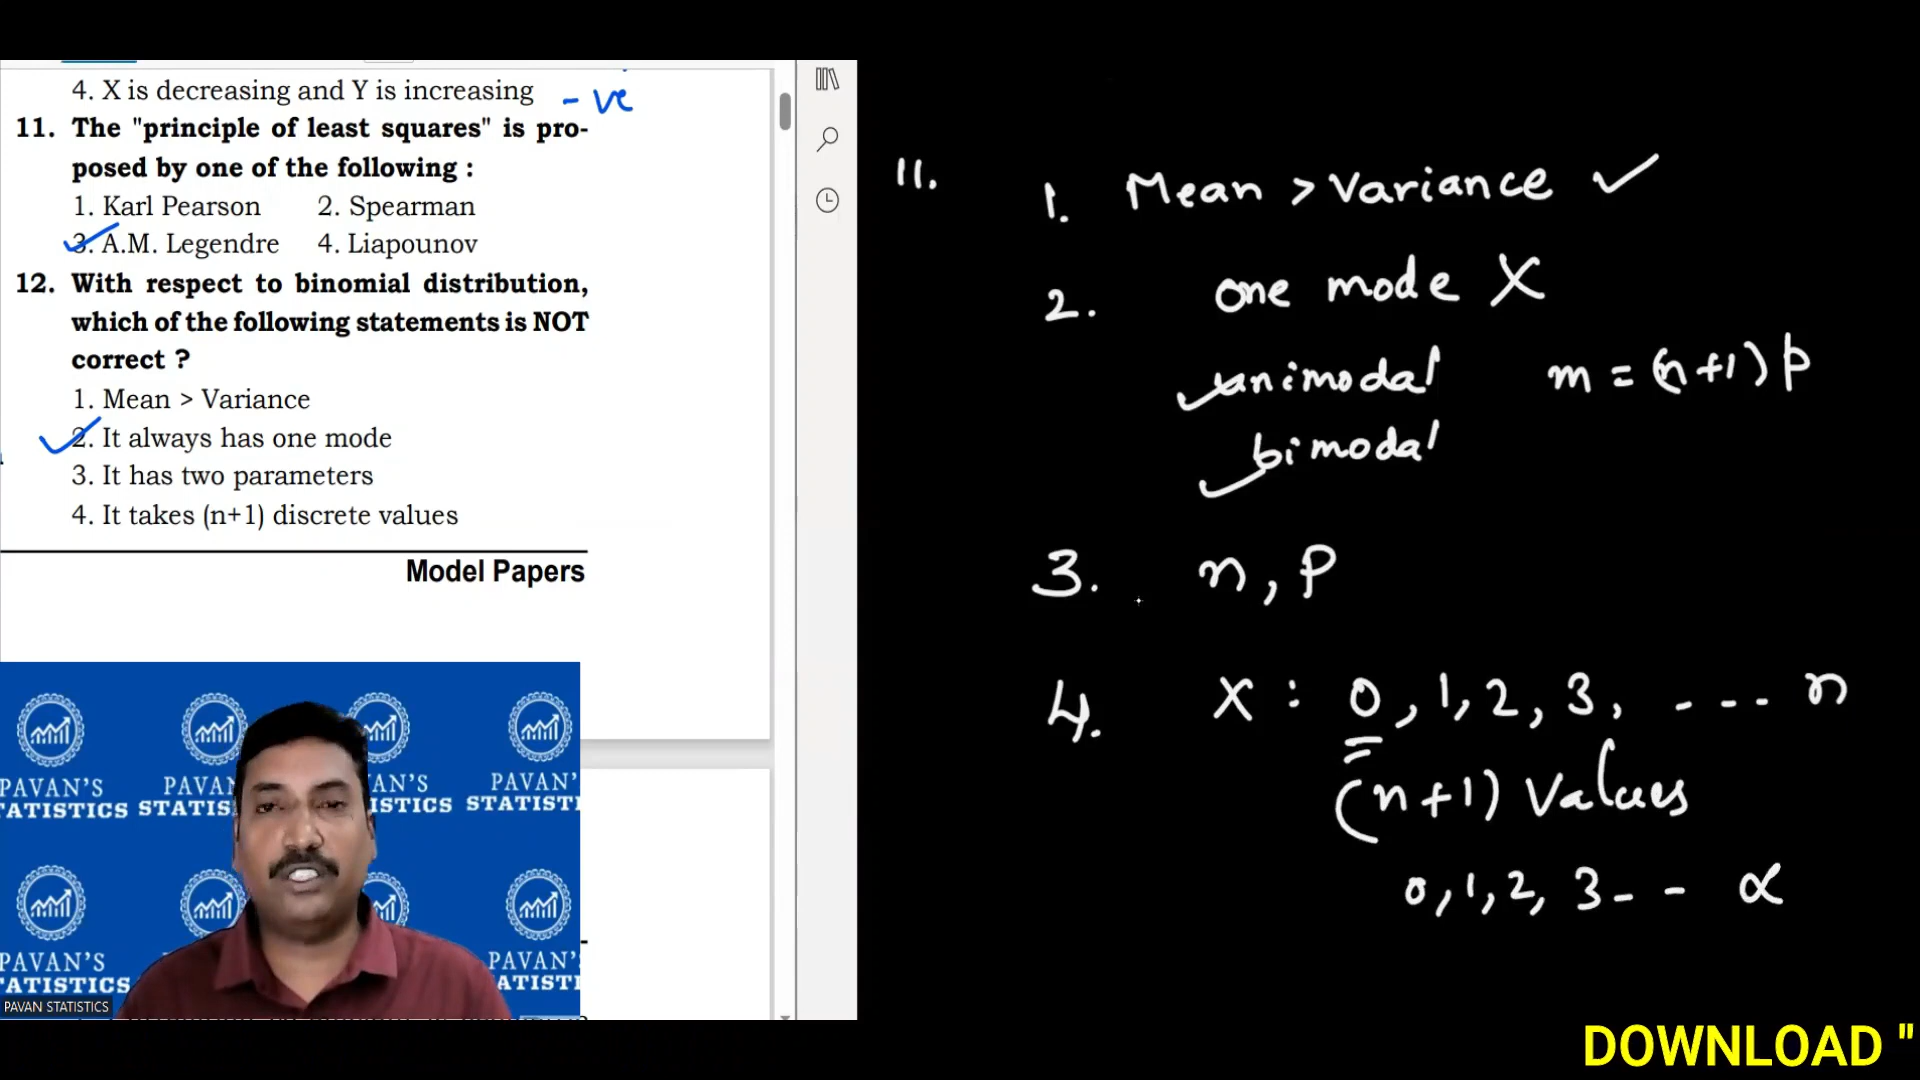 4. X is decreasing and Y is increasing - ve
11. The "principle of least squares" is pro-
posed by one of the following :
1. Karl Pearson 2. Spearman
3. A.M. Legendre 4. Liapounov
12. With respect to binomial distribution,
which of the following statements is NOT
correct ?
1. Mean > Variance
2. It always has one mode
3. It has two parameters
4. It takes (n+1) discrete values
Model Papers
PAVAN'S
STATISTICS
PAVAN'S
STATISTICS
PAVAN'S
STATISTICS
PAVAN STATISTICS
11.
1. Mean > Variance ✓
2. one mode X
unimodal m = (n+1) p
bimodal
3. n, p
4. X : 0, 1, 2, 3, - - - - n
(n+1) Values
0, 1, 2, 3 - - α
DOWNLOAD "